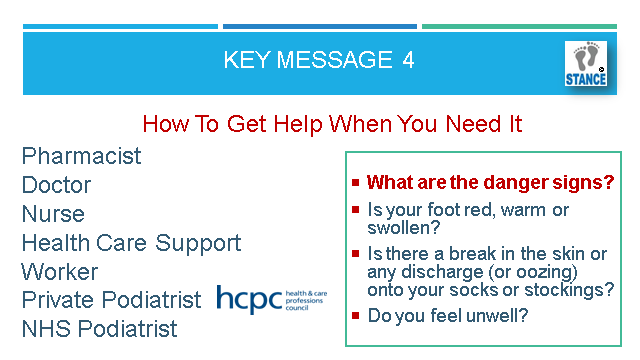 KEY MESSAGE 4
STANCE
How To Get Help When You Need It
Pharmacist
Doctor
Nurse
Health Care Support
Worker
Private Podiatrist
hcpc health & care
professions
council
NHS Podiatrist
What are the danger signs?
Is your foot red, warm or
swollen?
Is there a break in the skin or
any discharge (or oozing)
onto your socks or stockings?
Do you feel unwell?